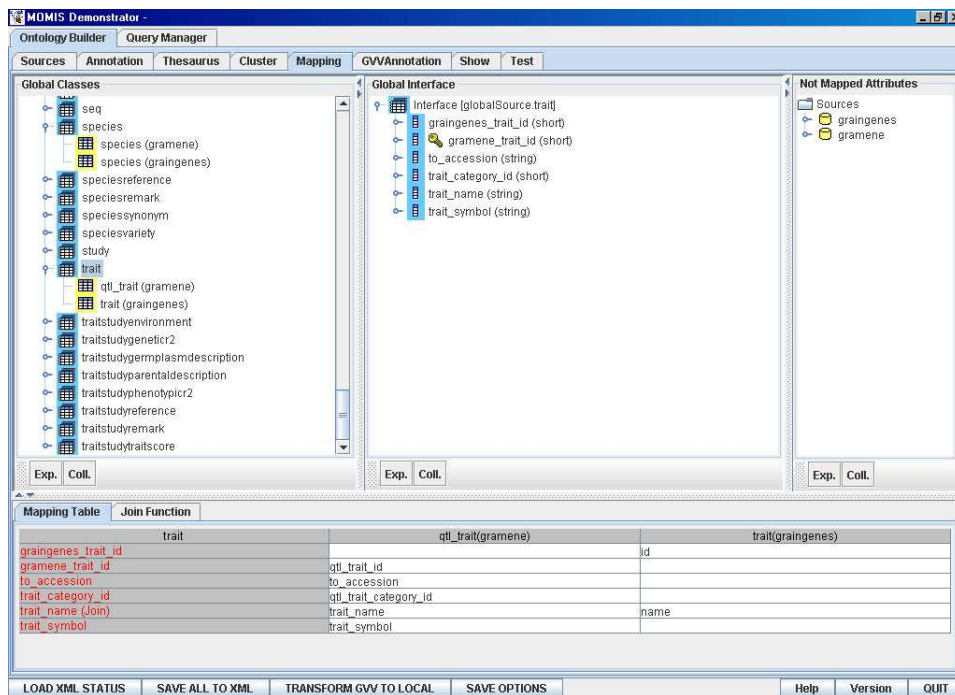 MOMIS Demonstrator -
Ontology Builder Query Manager
Sources Annotation Thesaurus Cluster Mapping GVVAnnotation Show Test
Global Classes
seq
species
species (gramene)
species (graingenes)
speciesreference
speciesremark
speciessynonym
speciesvariety
study
trait
qtl_trait (gramene)
trait (graingenes)
traitstudyenvironment
traitstudygeneticr2
traitstudygermplasmdescription
traitstudyparentaldescription
traitstudyphenotypicr2
traitstudyreference
traitstudyremark
traitstudytraitscore
Exp. Coll.
Global Interface
Interface [globalSource.trait]
graingenes_trait_id (short)
gramene_trait_id (short)
to_accession (string)
trait_category_id (short)
trait_name (string)
trait_symbol (string)
Exp. Coll.
Not Mapped Attributes
Sources
graingenes
gramene
Exp. Coll.
Mapping Table Join Function
trait qtl_trait(gramene) trait(graingenes)
graingenes_trait_id id
gramene_trait_id qtl_trait_id
to_accession to_accession
trait_category_id qtl_trait_category_id
trait_name (Join) trait_name name
trait_symbol trait_symbol
LOAD XML STATUS SAVE ALL TO XML TRANSFORM GVV TO LOCAL SAVE OPTIONS Help Version QUIT